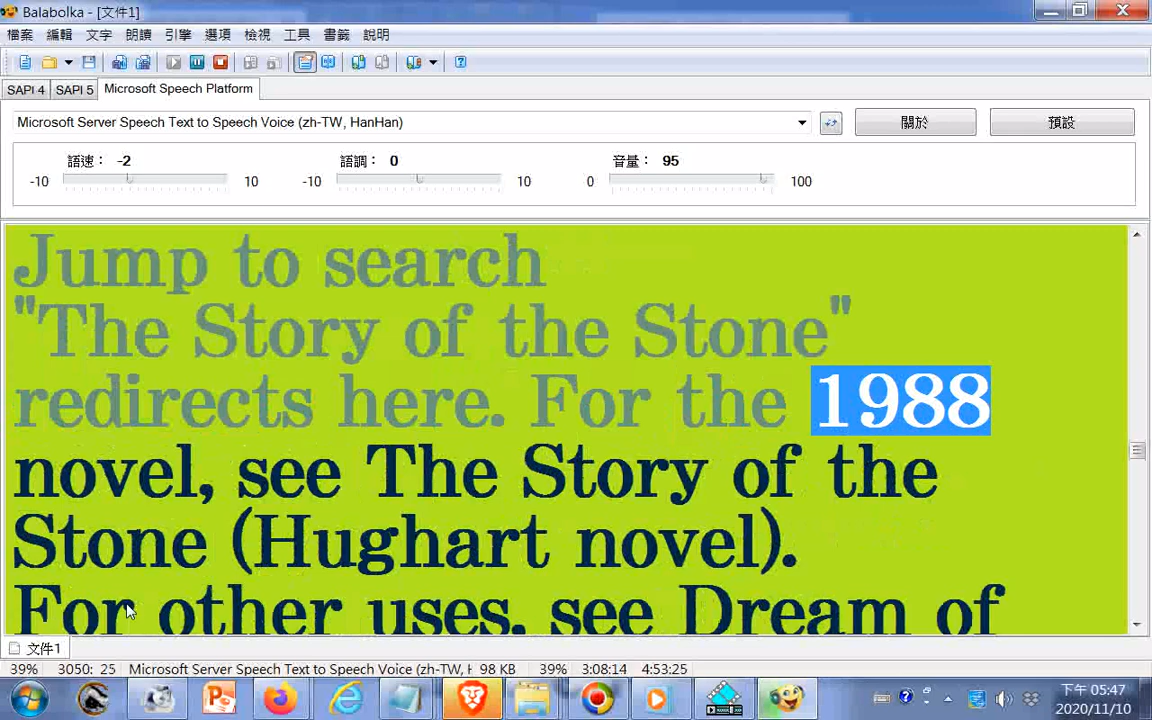 Balabolka - [文件1]
檔案 編輯 文字 朗讀 引擎 選項 檢視 工具 書籤 說明
SAPI 4 SAPI 5 Microsoft Speech Platform
Microsoft Server Speech Text to Speech Voice (zh-TW, HanHan) 關於 預設
語速： -2 語調： 0 音量： 95
-10 10 -10 10 0 100
Jump to search
"The Story of the Stone"
redirects here. For the 1988
novel, see The Story of the
Stone (Hughart novel).
For other uses, see Dream of
文件1
39% 3050: 25 Microsoft Server Speech Text to Speech Voice (zh-TW, 98 KB 39% 3:08:14 4:53:25
下午 05:47
2020/11/10